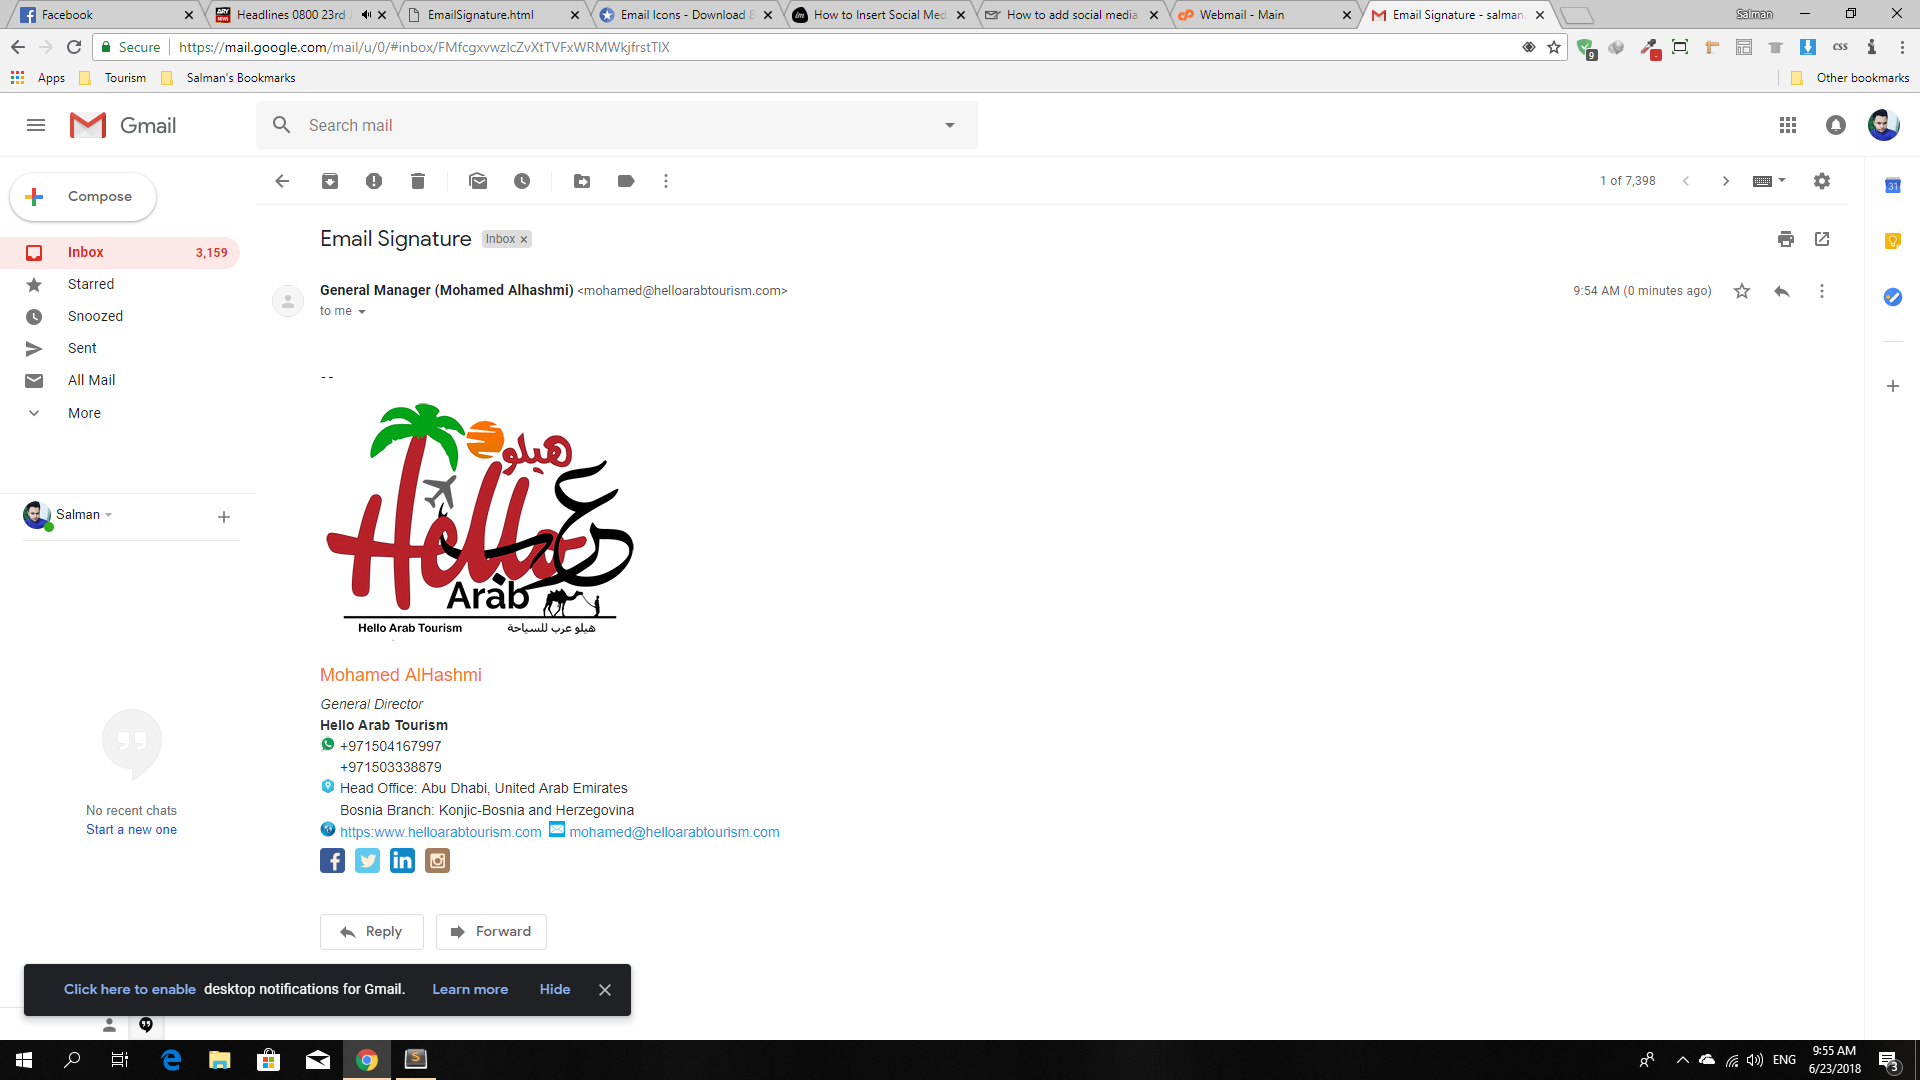 Facebook
Headlines 0800 23rd J
EmailSignature.html
Email Icons - Download 8
How to Insert Social Med
How to add social media
Webmail - Main
Email Signature - salman.
Salman
Secure
https://mail.google.com/mail/u/0/#inbox/FMfcgxvwzlcZvXtTVFxWRMWkjfrstTlX
9
css
Apps
Tourism
Salman's Bookmarks
Other bookmarks
Gmail
Search mail
Compose
1 of 7,398
31
Inbox
3,159
Starred
Snoozed
Sent
All Mail
More
Salman
No recent chats
Start a new one
Email Signature
Inbox
General Manager (Mohamed Alhashmi) <mohamed@helloarabtourism.com>
9:54 AM (0 minutes ago)
to me
--
هيلو
عرب
Hello
Arab
Hello Arab Tourism
هيلو عرب للسياحة
Mohamed AlHashmi
General Director
Hello Arab Tourism
+971504167997
+971503338879
Head Office: Abu Dhabi, United Arab Emirates
Bosnia Branch: Konjic-Bosnia and Herzegovina
https:www.helloarabtourism.com mohamed@helloarabtourism.com
Reply
Forward
Click here to enable desktop notifications for Gmail.
Learn more
Hide
ENG
9:55 AM
6/23/2018
3